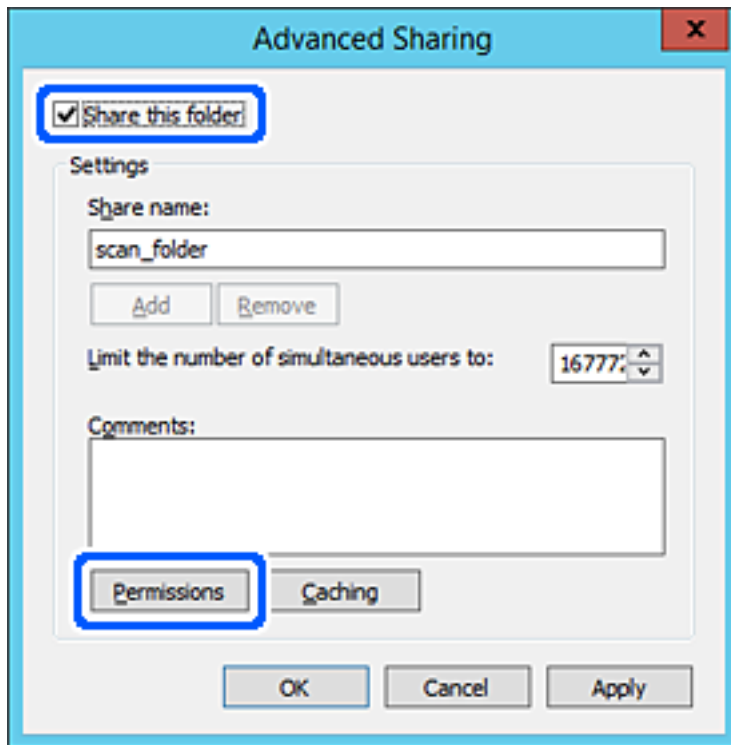 Advanced Sharing
x
Share this folder
Settings
Share name:
scan_folder
Add Remove
Limit the number of simultaneous users to:
Comments:
Permissions Caching
OK Cancel Apply